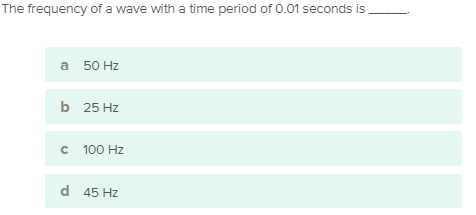 The frequency of a wave with a time period of 0.01 seconds is ______.
a 50 Hz
b 25 Hz
c 100 Hz
d 45 Hz